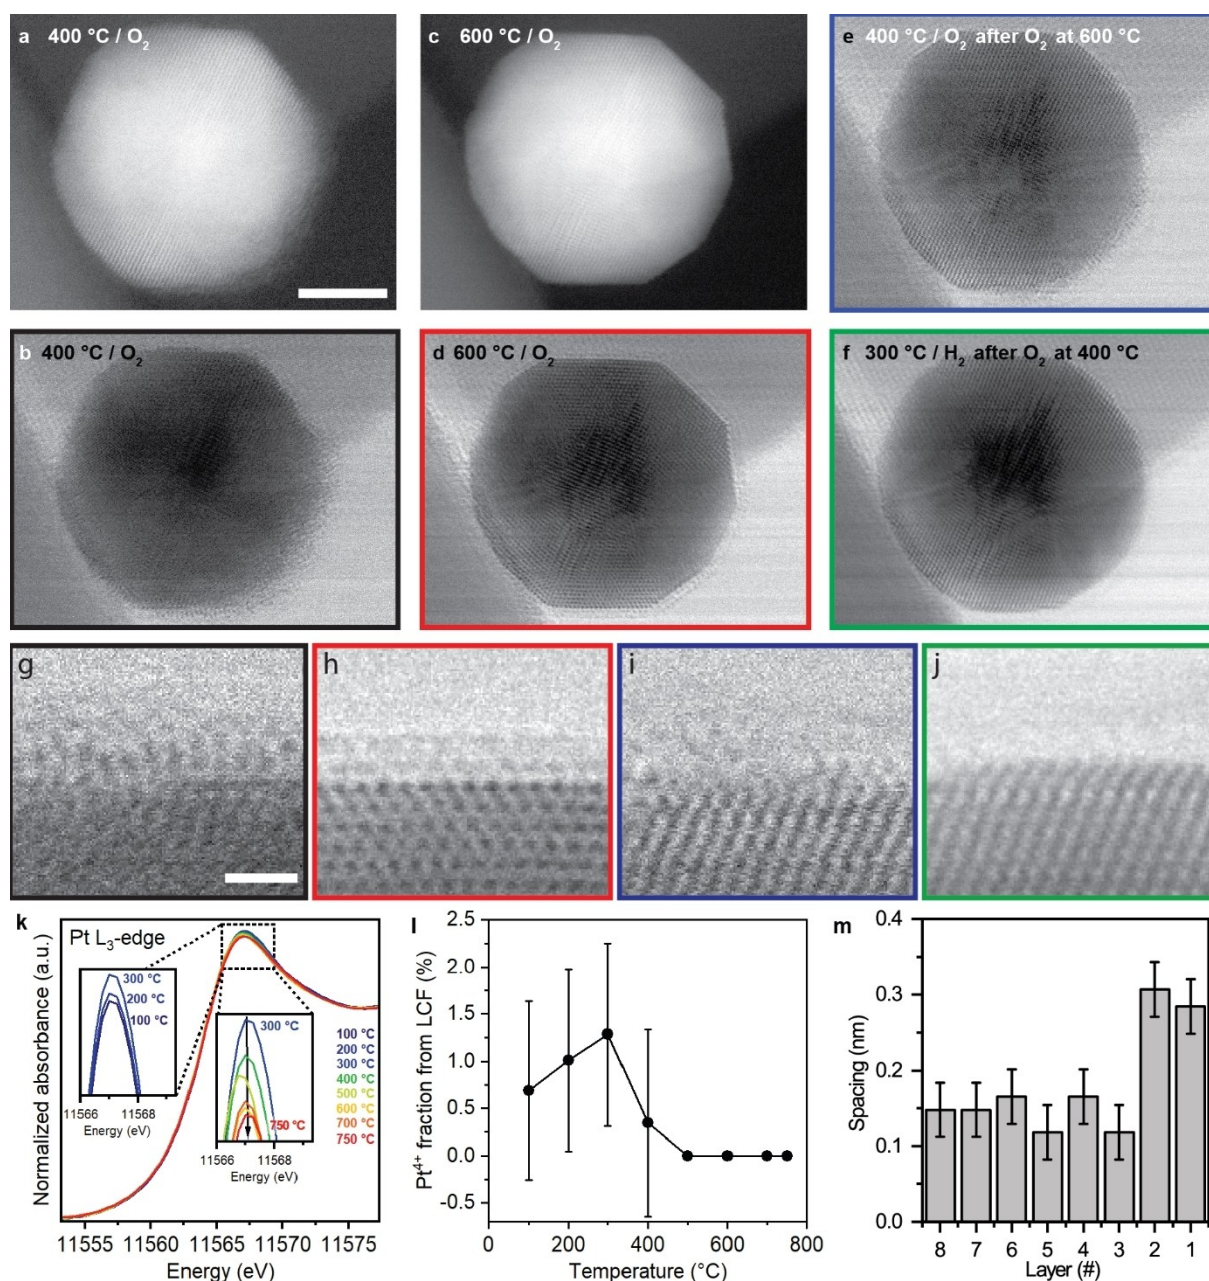 a 400 °C / O₂
c 600 °C / O₂
e 400 °C / O₂ after O₂ at 600 °C
b 400 °C / O₂
d 600 °C / O₂
f 300 °C / H₂ after O₂ at 400 °C
g
h
i
j
k
Pt L₃-edge
Normalized absorbance (a.u.)
300 °C
200 °C
100 °C
11566 11568
Energy (eV)
300 °C
750 °C
11566 11568
Energy (eV)
100 °C
200 °C
300 °C
400 °C
500 °C
600 °C
700 °C
750 °C
11555 11560 11565 11570 11575
Energy (eV)
l
Pt⁴⁺ fraction from LCF (%)
2.5
2.0
1.5
1.0
0.5
0.0
-0.5
0 200 400 600 800
Temperature (°C)
m
Spacing (nm)
0.4
0.3
0.2
0.1
0.0
8 7 6 5 4 3 2 1
Layer (#)